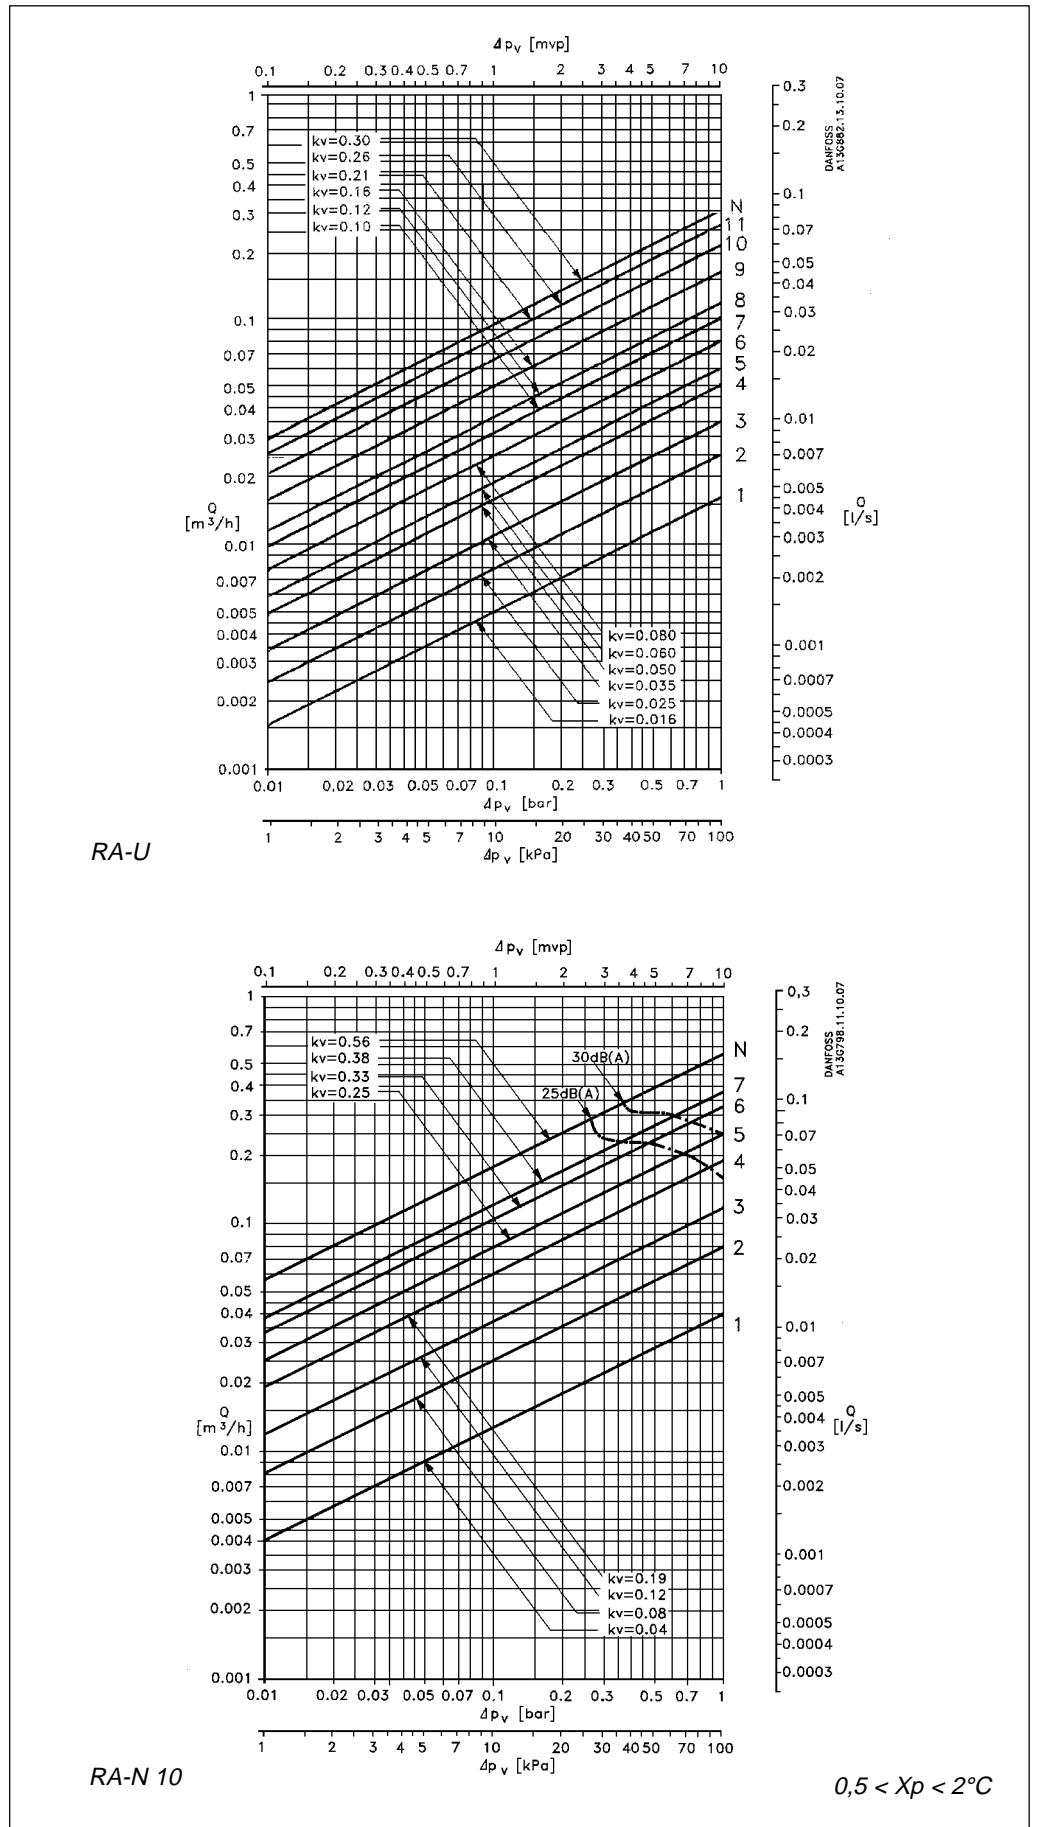 Δpv [mvp]
0.1 0.2 0.3 0.4 0.5 0.7 1 2 3 4 5 7 10
1
0.7
0.5
0.4
0.3
0.2
0.1
0.07
0.05
0.04
0.03
0.02
Q
[m³/h]
0.01
0.007
0.005
0.004
0.003
0.002
0.001
kv=0.30
kv=0.26
kv=0.21
kv=0.16
kv=0.12
kv=0.10
N
11
10
9
8
7
6
5
4
3
2
1
kv=0.080
kv=0.060
kv=0.050
kv=0.035
kv=0.025
kv=0.016
0.3
0.2
0.1
0.07
0.05
0.04
0.03
0.02
0.01
0.007
0.005
0.004
0.003
0.002
0.001
0.0007
0.0005
0.0004
0.0003
Q
[l/s]
DANFOSS
A13G882.13.10.07
0.01 0.02 0.03 0.05 0.07 0.1 0.2 0.3 0.5 0.7 1
Δpv [bar]
1 2 3 4 5 7 10 20 30 40 50 70 100
Δpv [kPa]
RA-U
Δpv [mvp]
0.1 0.2 0.3 0.4 0.5 0.7 1 2 3 4 5 7 10
1
0.7
0.5
0.4
0.3
0.2
0.1
0.07
0.05
0.04
0.03
0.02
Q
[m³/h]
0.01
0.007
0.005
0.004
0.003
0.002
0.001
kv=0.56
kv=0.38
kv=0.33
kv=0.25
30dB(A)
25dB(A)
N
7
6
5
4
3
2
1
kv=0.19
kv=0.12
kv=0.08
kv=0.04
0,3
0.2
0.1
0.07
0.05
0.04
0.03
0.02
0.01
0.007
0.005
0.004
0.003
0.002
0.001
0.0007
0.0005
0.0004
0.0003
Q
[l/s]
DANFOSS
A13G798.11.10.07
0.01 0.02 0.03 0.05 0.07 0.1 0.2 0.3 0.5 0.7 1
Δpv [bar]
1 2 3 4 5 7 10 20 30 40 50 70 100
Δpv [kPa]
RA-N 10
0,5 < Xp < 2°C